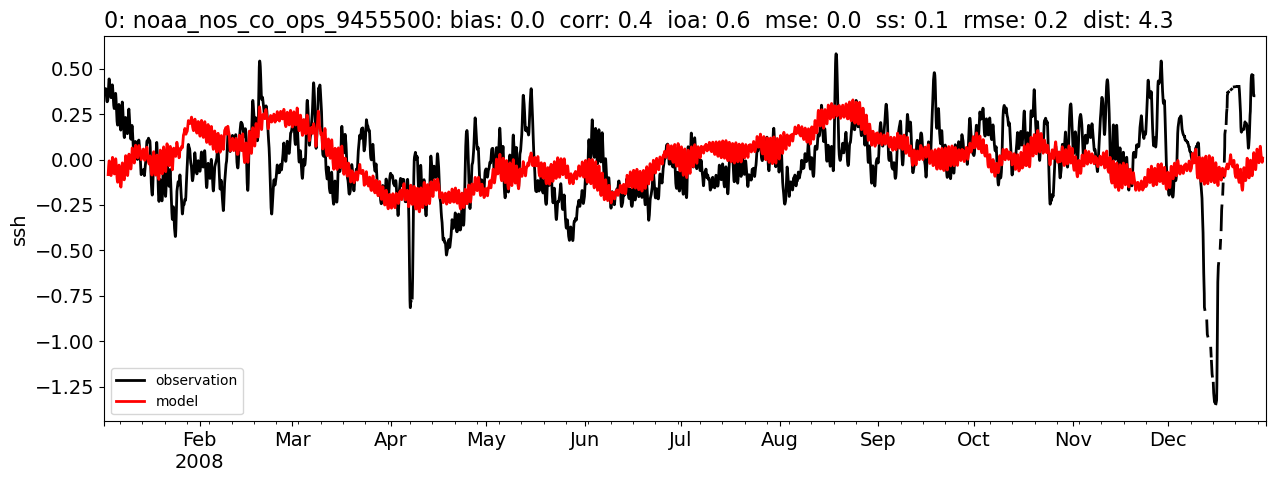 0: noaa_nos_co_ops_9455500: bias: 0.0  corr: 0.4  ioa: 0.6  mse: 0.0  ss: 0.1  rmse: 0.2  dist: 4.3
0.50
0.25
0.00
−0.25
−0.50
−0.75
−1.00
−1.25
ssh
observation
model
Feb Mar Apr May Jun Jul Aug Sep Oct Nov Dec
2008